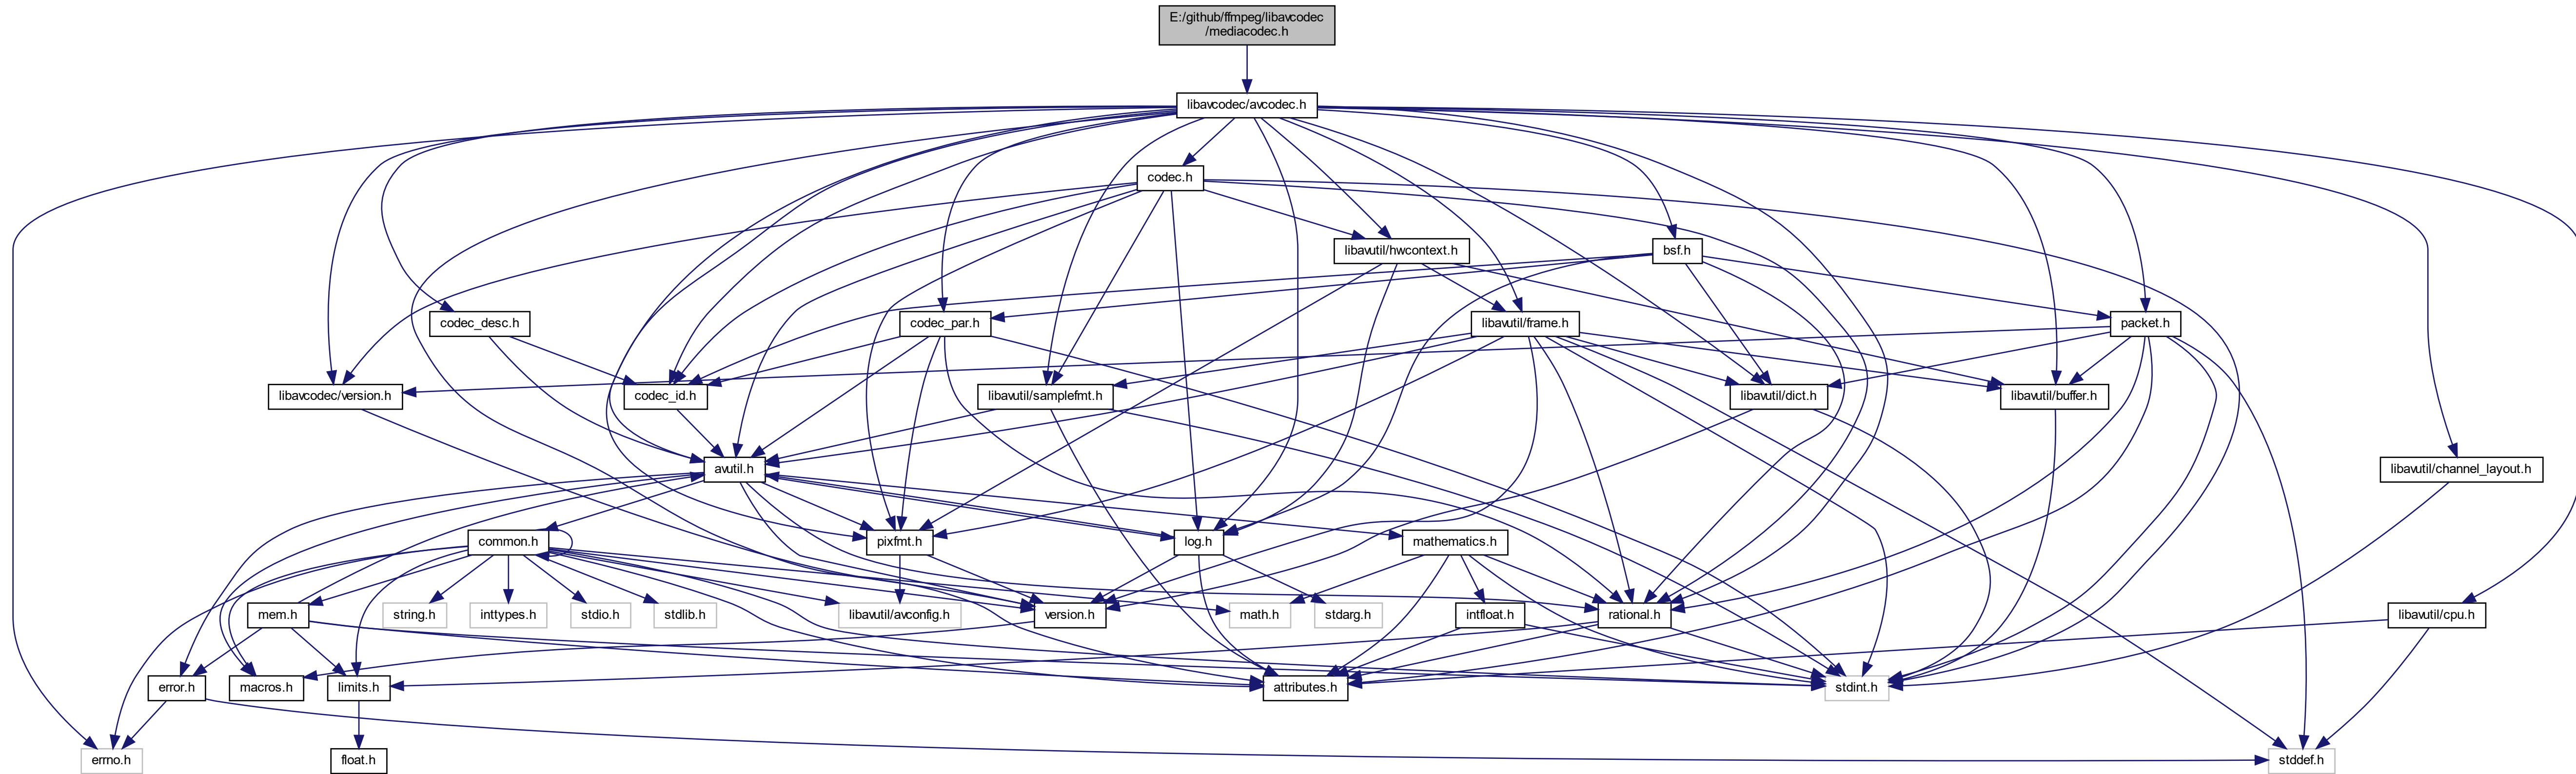 E:/github/ffmpeg/libavcodec
/mediacodec.h
libavcodec/avcodec.h
codec.h
libavutil/hwcontext.h
bsf.h
codec_desc.h
codec_par.h
libavutil/frame.h
packet.h
libavcodec/version.h
codec_id.h
libavutil/samplefmt.h
libavutil/dict.h
libavutil/buffer.h
avutil.h
libavutil/channel_layout.h
common.h
pixfmt.h
log.h
mathematics.h
mem.h
string.h
inttypes.h
stdio.h
stdlib.h
libavutil/avconfig.h
version.h
math.h
stdarg.h
intfloat.h
rational.h
libavutil/cpu.h
error.h
macros.h
limits.h
attributes.h
stdint.h
errno.h
float.h
stddef.h